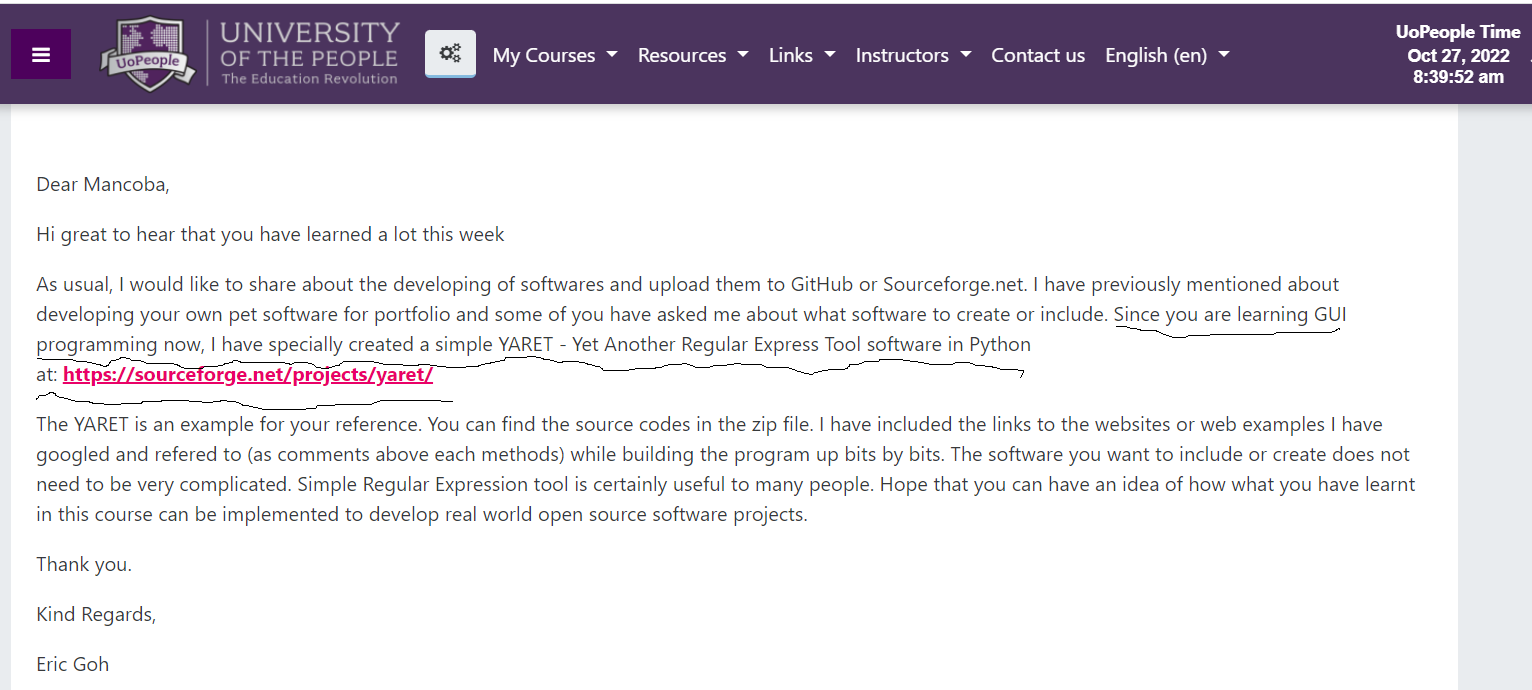 UoPeople
UNIVERSITY
OF THE PEOPLE
The Education Revolution
My Courses
Resources
Links
Instructors
Contact us
English (en)
UoPeople Time
Oct 27, 2022
8:39:52 am
Dear Mancoba,
Hi great to hear that you have learned a lot this week
As usual, I would like to share about the developing of softwares and upload them to GitHub or Sourceforge.net. I have previously mentioned about
developing your own pet software for portfolio and some of you have asked me about what software to create or include. Since you are learning GUI
programming now, I have specially created a simple YARET - Yet Another Regular Express Tool software in Python
at: https://sourceforge.net/projects/yaret/
The YARET is an example for your reference. You can find the source codes in the zip file. I have included the links to the websites or web examples I have
googled and refered to (as comments above each methods) while building the program up bits by bits. The software you want to include or create does not
need to be very complicated. Simple Regular Expression tool is certainly useful to many people. Hope that you can have an idea of how what you have learnt
in this course can be implemented to develop real world open source software projects.
Thank you.
Kind Regards,
Eric Goh